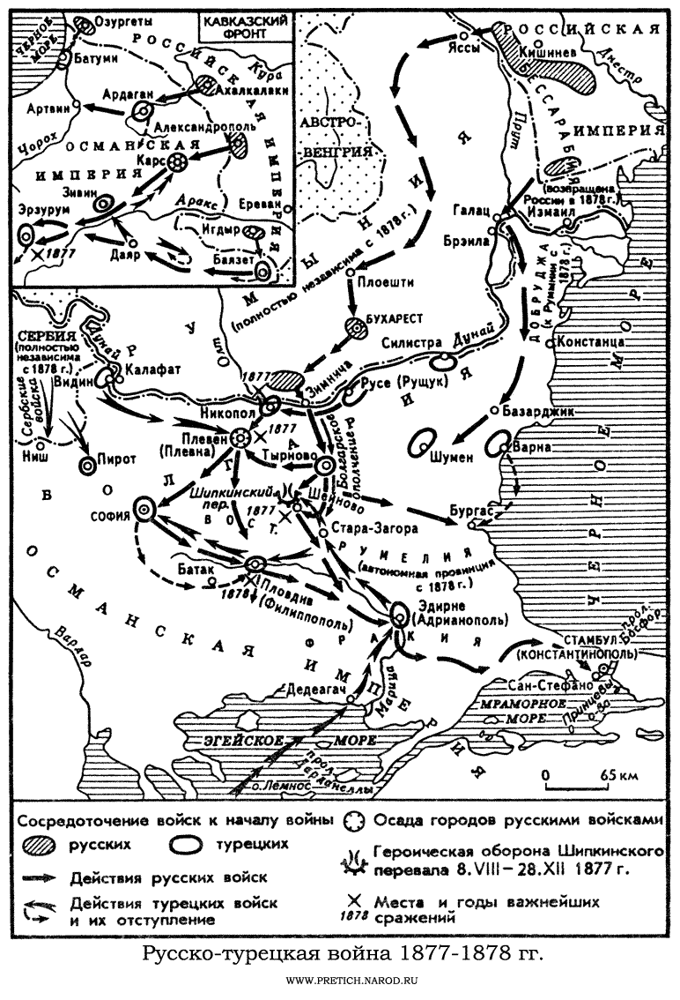 КАВКАЗСКИЙ
ФРОНТ
Озургеты
ЧЕРНОЕ
МОРЕ
Батуми
РОССИЙСКАЯ
ИМПЕРИЯ
Кура
Ардаган
Ахалкалаки
Артвин
Александрополь
Чорох
ОСМАНСКАЯ
ИМПЕРИЯ
Карс
Зивин
Эрзурум
Аракс
Ереван
Игдыр
1877
Даяр
Баязет
РОССИЙСКАЯ
ИМПЕРИЯ
Яссы
Кишинев
Днестр
БЕССАРАБИЯ
(возвращена
России в 1878 г.)
Прут
АВСТРО-
ВЕНГРИЯ
Галац
Измаил
Брэила
РУМЫНИЯ
(полностью независима с 1878 г.)
Плоешти
ДОБРУДЖА
(к Румынии с
1878 г.)
БУХАРЕСТ
Силистра
Дунай
Констанца
СЕРБИЯ
(полностью
независима
с 1878 г.)
Дунай
Калафат
Видин
1877
Зимнича
Русе (Рущук)
Сербские
войска
Никопол
Базарджик
Плевен
(Плевна)
1877
Тырново
Болгарское
ополчение
Шумен
Варна
Ниш
Пирот
БОЛГАРИЯ
Шипкинский
пер.
1877
Шейново
СОФИЯ
Бургас
Стара-Загора
ВОСТ.
РУМЕЛИЯ
(автономная провинция
с 1878 г.)
Батак
1878
Пловдив
(Филиппополь)
Эдирне
(Адрианополь)
ЧЕРНОЕ МОРЕ
ОСМАНСКАЯ ИМПЕРИЯ
ФРАКИЯ
Вардар
прол.
Босфор
СТАМБУЛ
(КОНСТАНТИНОПОЛЬ)
Сан-Стефано
Дедеагач
Марица
Принцевы
о-ва
МРАМОРНОЕ
МОРЕ
ЭГЕЙСКОЕ МОРЕ
прол.
Дарданеллы
о. Лемнос
0 65 км
Сосредоточение войск к началу войны
русских
турецких
Действия русских войск
Действия турецких войск
и их отступление
Осада городов русскими войсками
Героическая оборона Шипкинского
перевала 8.VIII – 28.XII 1877 г.
1878
Места и годы важнейших
сражений
Русско-турецкая война 1877-1878 гг.
WWW.PRETICH.NAROD.RU